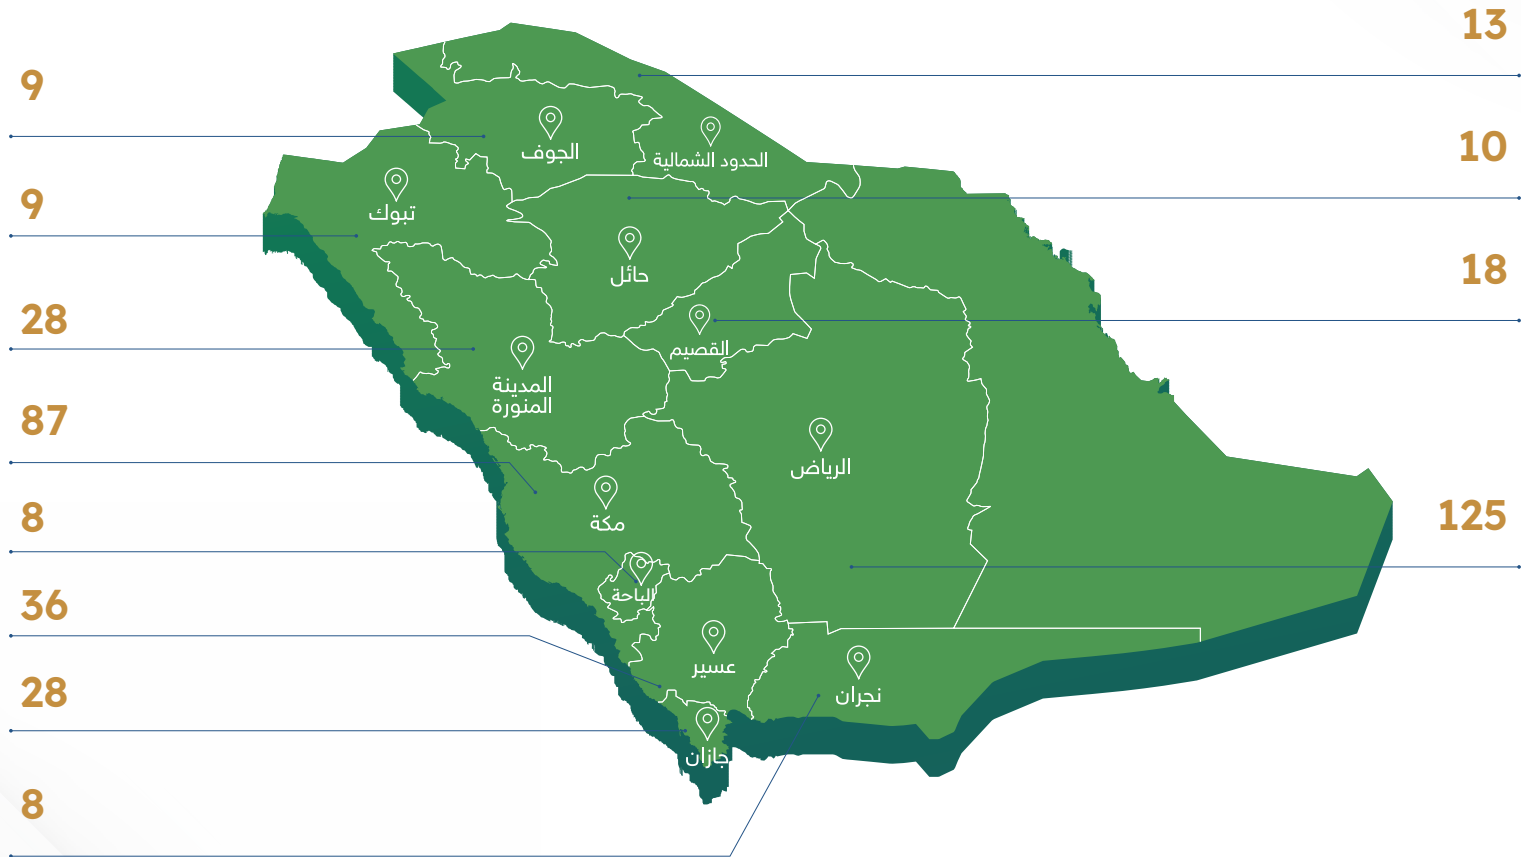 13
9
10
الجوف
الحدود الشمالية
9
تبوك
18
حائل
28
القصيم
المدينة
المنورة
87
الرياض
125
8
مكة
36
الباحة
28
عسير
نجران
جازان
8